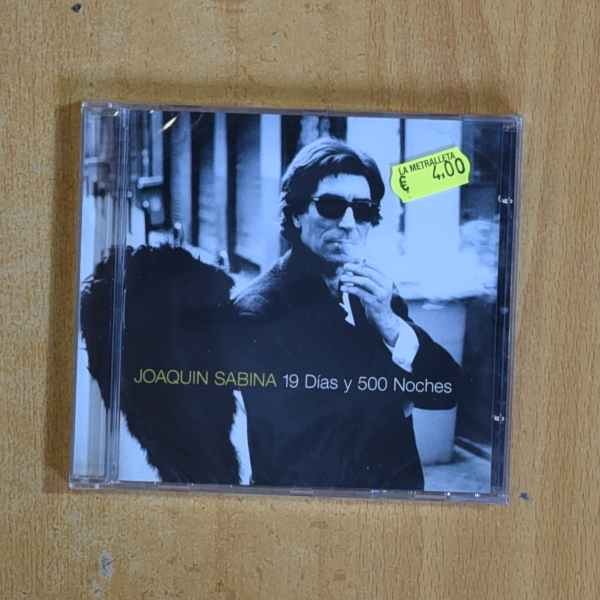 LA METRALLETA
€ 4,00
JOAQUIN SABINA 19 Días y 500 Noches